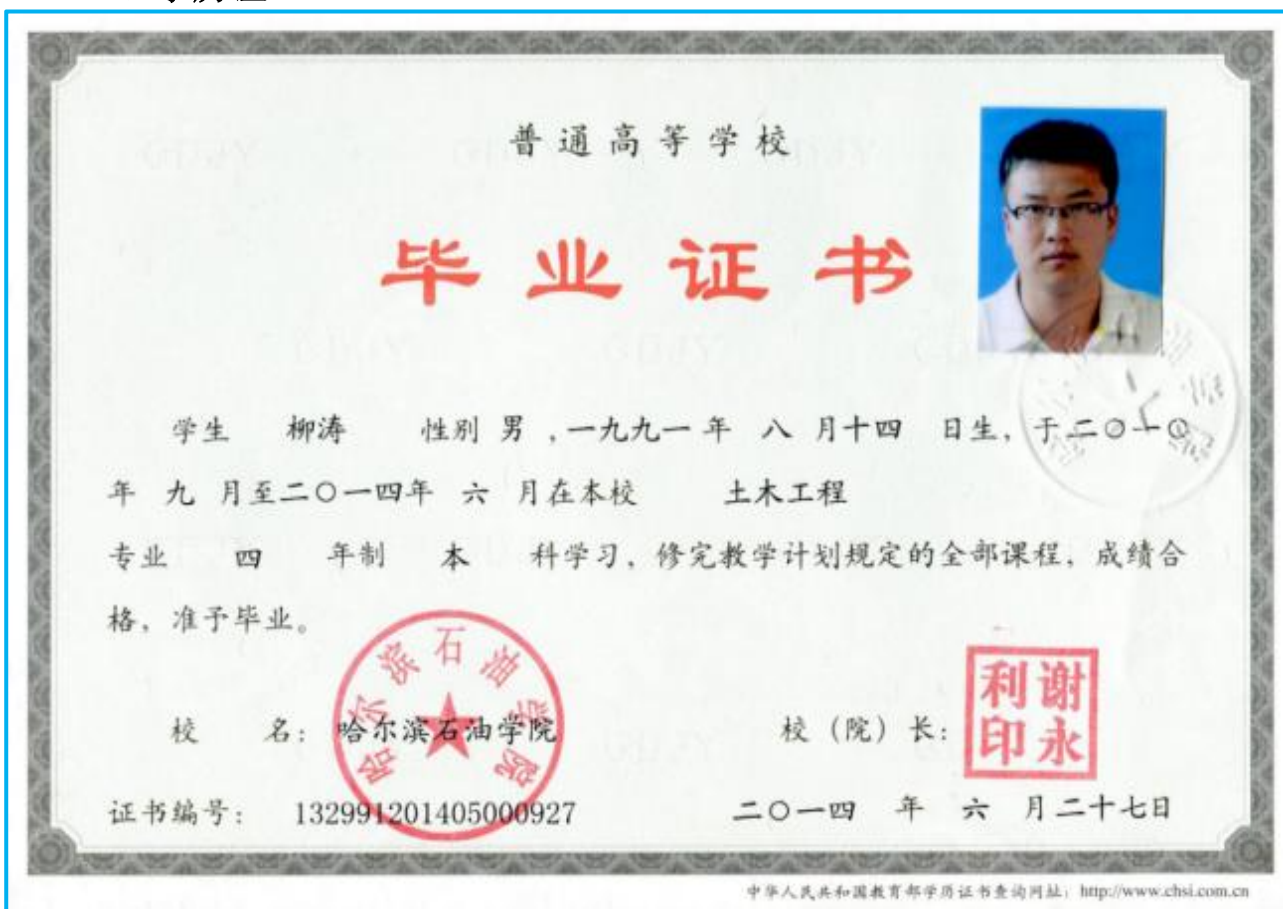 普通高等学校
毕业证书
学生 柳涛 性别 男 ,一九九一年 八 月十四 日生, 于二〇一〇
年 九 月至二〇一四年 六 月在本校 土木工程
专业 四 年制 本 科学习, 修完教学计划规定的全部课程, 成绩合
格, 准予毕业。
哈尔滨石油学院
校 名: 哈尔滨石油学院 校 (院) 长:
谢永利印
证书编号: 132991201405000927 二〇一四 年 六 月二十七日
中华人民共和国教育部学历证书查询网址: http://www.chsi.com.cn